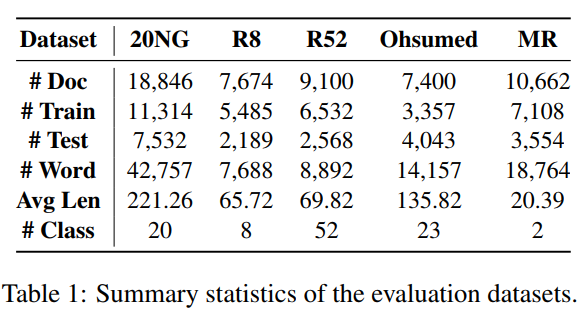 Dataset 20NG R8 R52 Ohsumed MR
# Doc 18,846 7,674 9,100 7,400 10,662
# Train 11,314 5,485 6,532 3,357 7,108
# Test 7,532 2,189 2,568 4,043 3,554
# Word 42,757 7,688 8,892 14,157 18,764
Avg Len 221.26 65.72 69.82 135.82 20.39
# Class 20 8 52 23 2
Table 1: Summary statistics of the evaluation datasets.